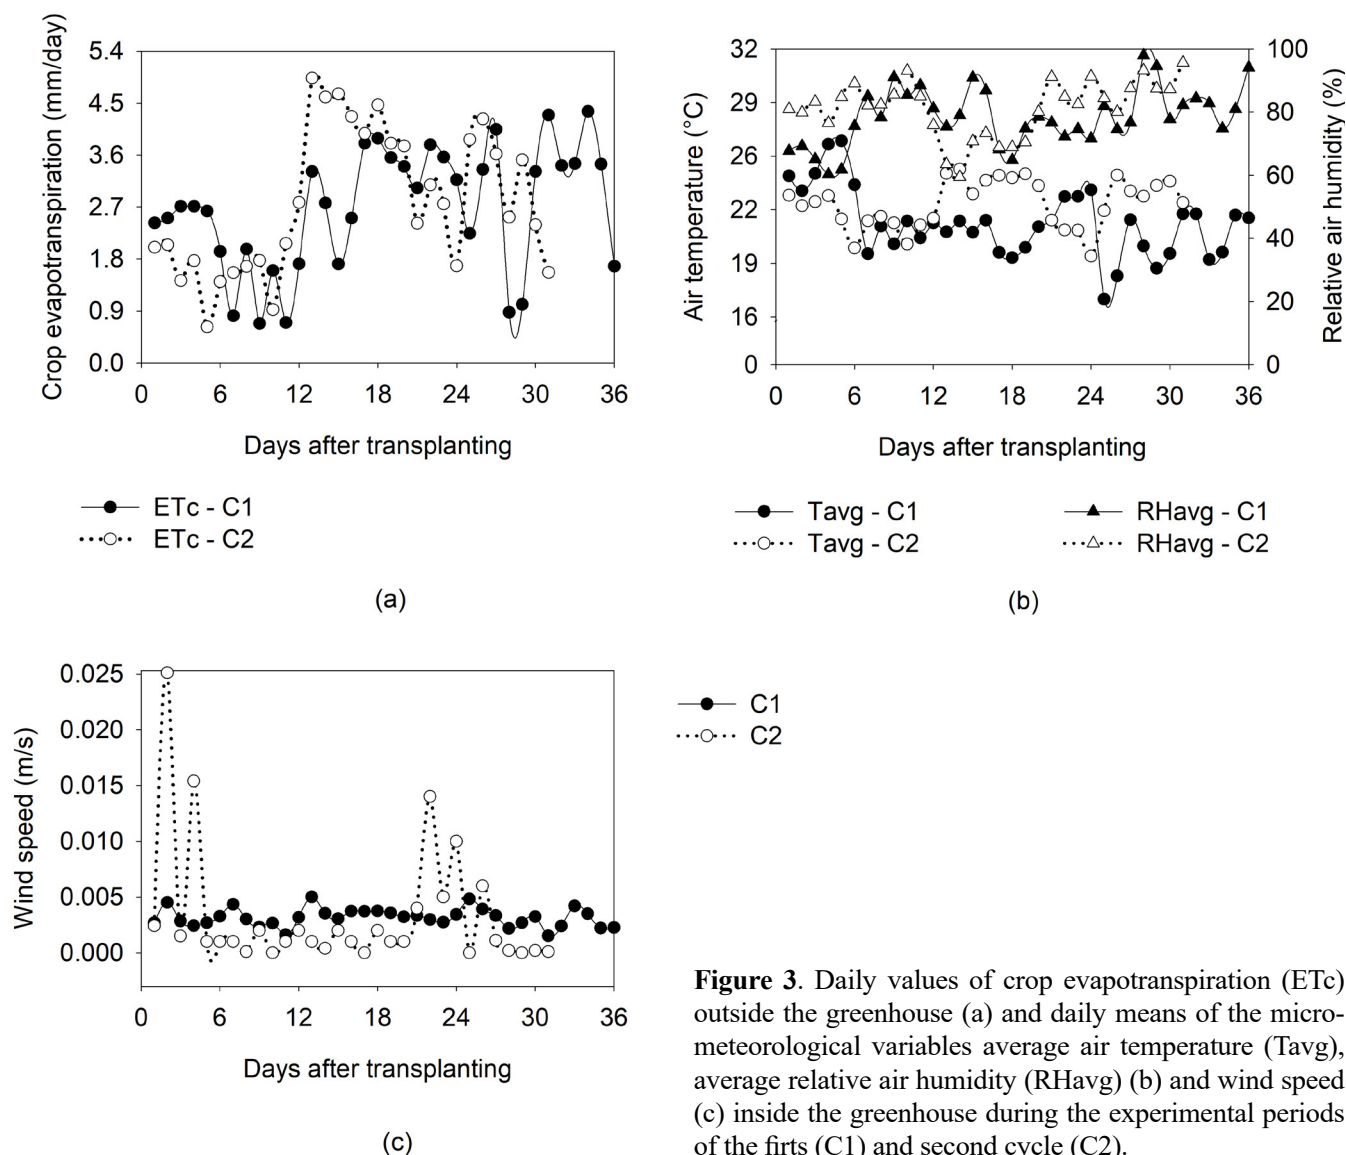 Crop evapotranspiration (mm/day)
5.4
4.5
3.6
2.7
1.8
0.9
0.0
0 6 12 18 24 30 36
Days after transplanting
ETc - C1
ETc - C2
(a)
Air temperature (°C)
32
29
26
22
19
16
0
Relative air humidity (%)
100
80
60
40
20
0
0 6 12 18 24 30 36
Days after transplanting
Tavg - C1
RHavg - C1
Tavg - C2
RHavg - C2
(b)
Wind speed (m/s)
0.025
0.020
0.015
0.010
0.005
0.000
0 6 12 18 24 30 36
Days after transplanting
C1
C2
(c)
Figure 3. Daily values of crop evapotranspiration (ETc)
outside the greenhouse (a) and daily means of the micro-
meteorological variables average air temperature (Tavg),
average relative air humidity (RHavg) (b) and wind speed
(c) inside the greenhouse during the experimental periods
of the firts (C1) and second cycle (C2).